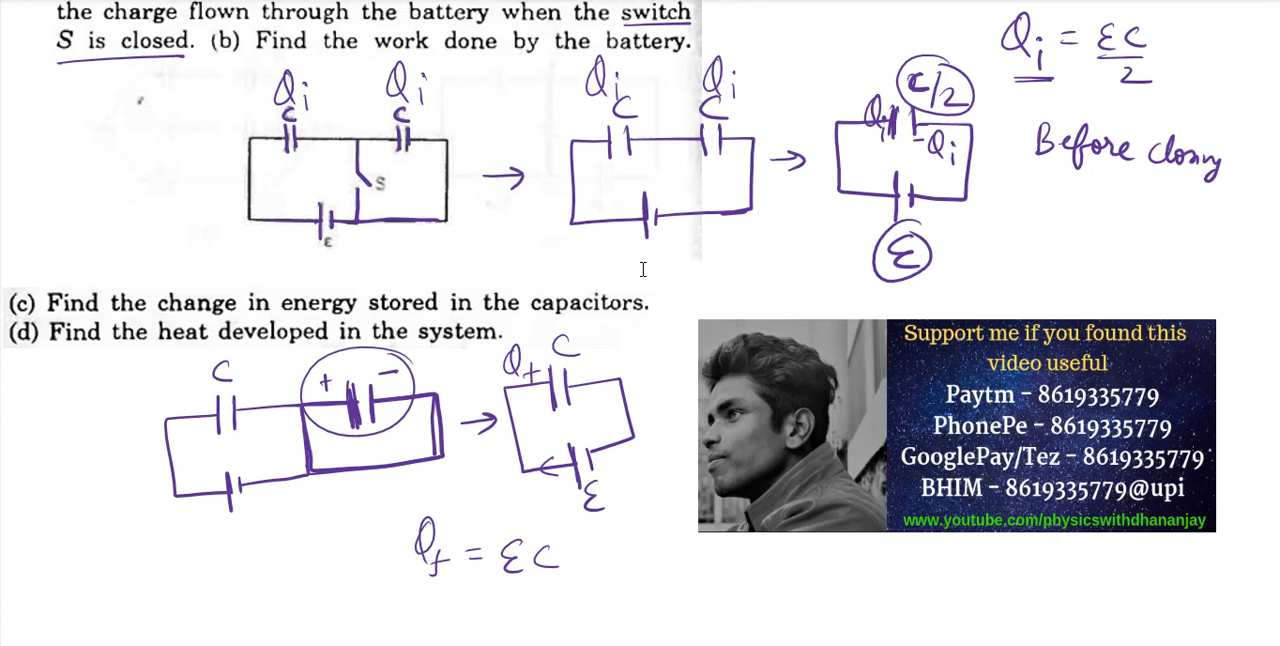 the charge flown through the battery when the switch
S is closed. (b) Find the work done by the battery.
Qi = εC/2
Qi Qi
C C
S
ε
Qi Qi
C C
C/2
Qi -Qi
ε
Before closing
(c) Find the change in energy stored in the capacitors.
(d) Find the heat developed in the system.
C
+ -
Qf C
ε
Qf = εC
Support me if you found this
video useful
Paytm - 8619335779
PhonePe - 8619335779
GooglePay/Tez - 8619335779
BHIM - 8619335779@upi
www.youtube.com/physicswithdhananjay